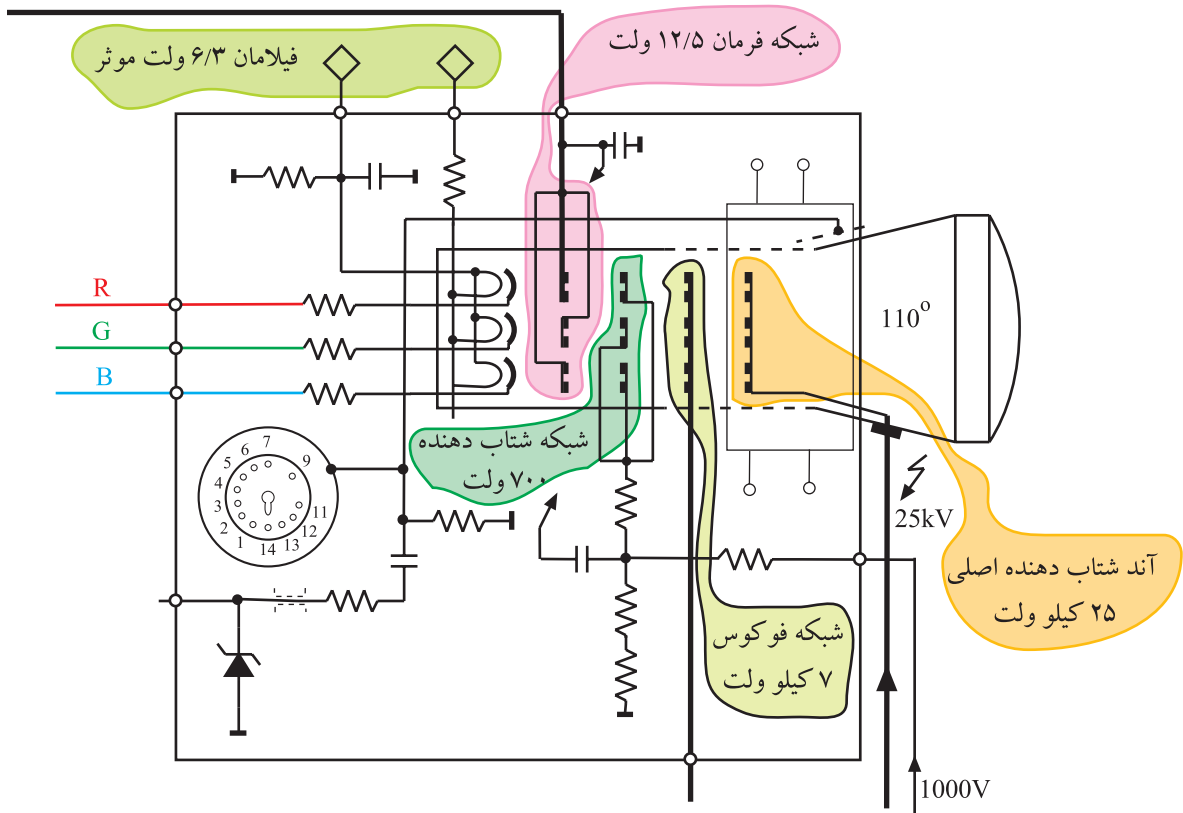 شبکه فرمان ۱۲/۵ ولت
فیلامان ۶/۳ ولت موثر
R
G
B
110°
شبکه شتاب دهنده
۷۰۰ ولت
7
6
9
5
4
3
11
2
12
1
13
14
25kV
آند شتاب دهنده اصلی
۲۵ کیلو ولت
شبکه فوکوس
۷ کیلو ولت
1000V